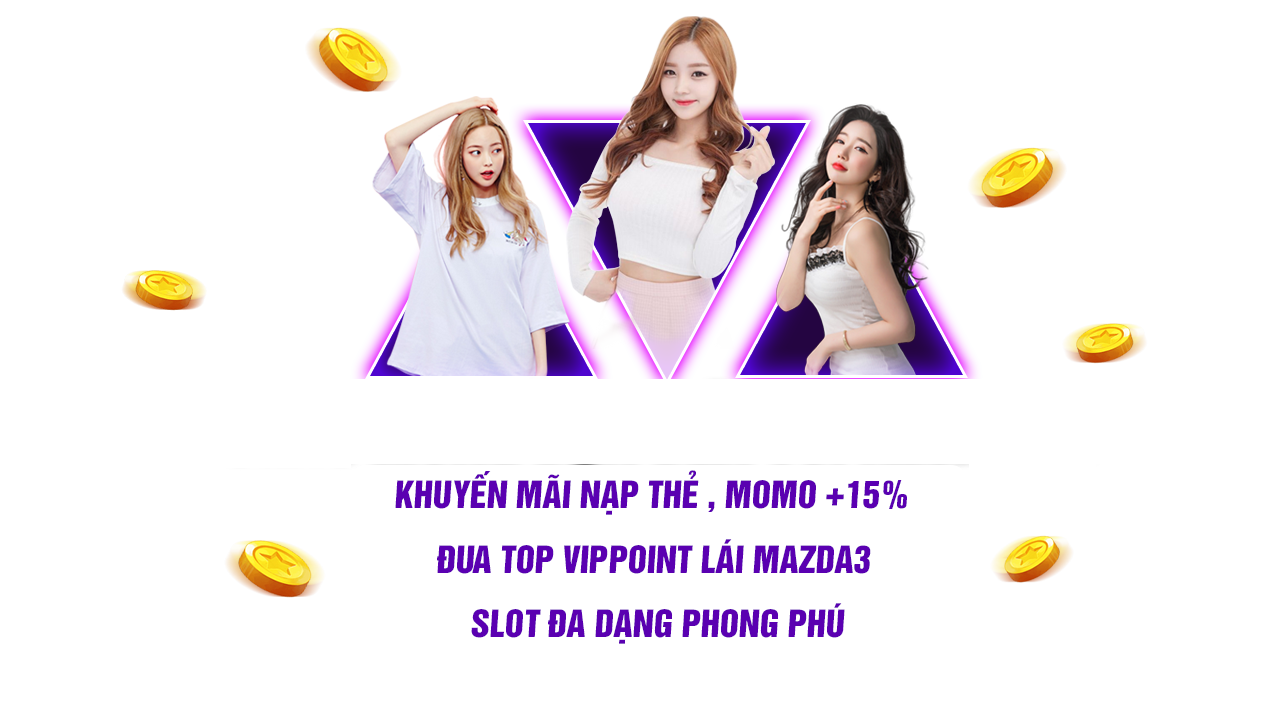 KHUYẾN MÃI NẠP THẺ , MOMO +15%
ĐUA TOP VIPPOINT LÁI MAZDA3
SLOT ĐA DẠNG PHONG PHÚ